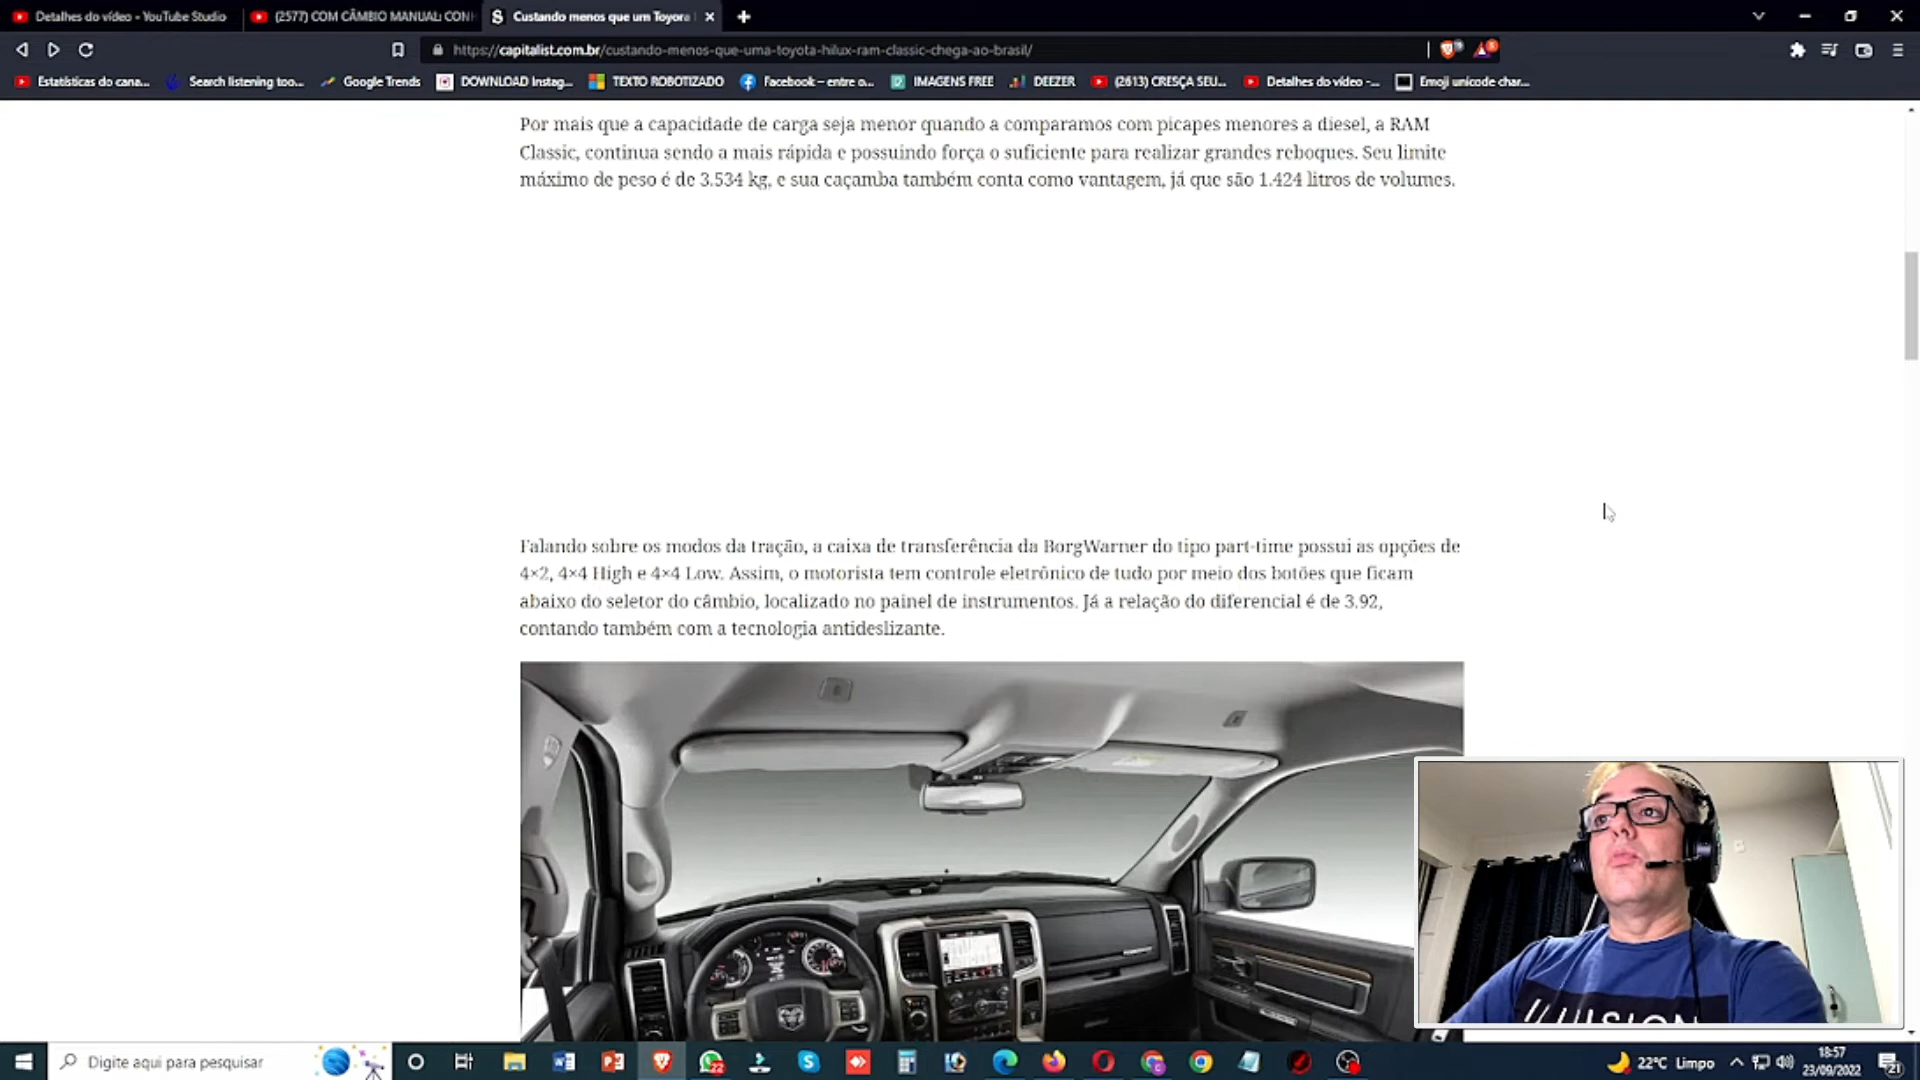 Detalhes do vídeo - YouTube Studio
(2577) COM CÂMBIO MANUAL: CON
Custando menos que um Toyora
https://capitalist.com.br/custando-menos-que-uma-toyota-hilux-ram-classic-chega-ao-brasil/
Estatísticas do cana...
Search listening too...
Google Trends
DOWNLOAD Instag...
TEXTO ROBOTIZADO
Facebook – entre o...
IMAGENS FREE
DEEZER
(2613) CRESÇA SEU...
Detalhes do vídeo -...
Emoji unicode char...
Por mais que a capacidade de carga seja menor quando a comparamos com picapes menores a diesel, a RAM
Classic, continua sendo a mais rápida e possuindo força o suficiente para realizar grandes reboques. Seu limite
máximo de peso é de 3.534 kg, e sua caçamba também conta como vantagem, já que são 1.424 litros de volumes.
Falando sobre os modos da tração, a caixa de transferência da BorgWarner do tipo part-time possui as opções de
4×2, 4×4 High e 4×4 Low. Assim, o motorista tem controle eletrônico de tudo por meio dos botões que ficam
abaixo do seletor do câmbio, localizado no painel de instrumentos. Já a relação do diferencial é de 3.92,
contando também com a tecnologia antideslizante.
Digite aqui para pesquisar
22
22°C Limpo
18:57
23/09/2022
21